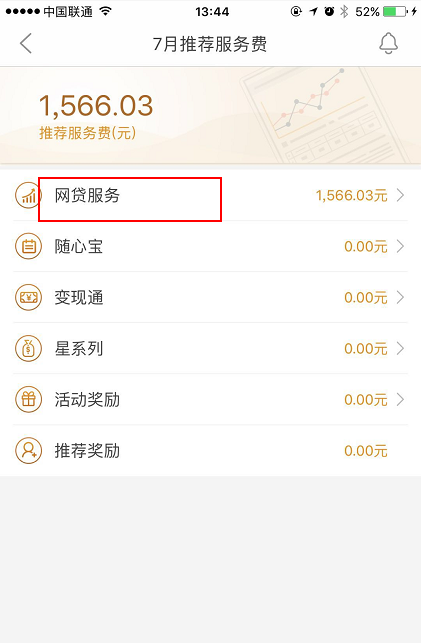 中国联通 13:44 52%
7月推荐服务费
1,566.03
推荐服务费(元)
网贷服务 1,566.03元
随心宝 0.00元
变现通 0.00元
星系列 0.00元
活动奖励 0.00元
推荐奖励 0.00元